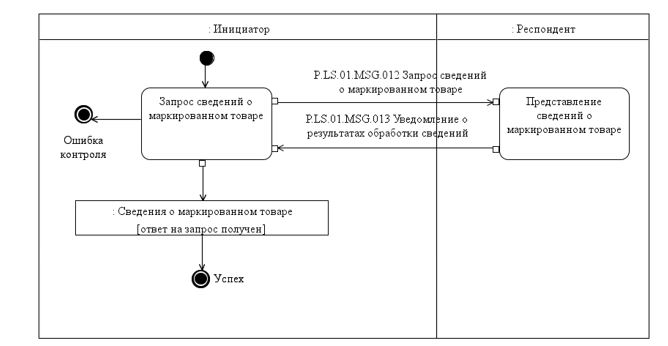 : Инициатор
: Респондент
P.LS.01.MSG.012 Запрос сведений
о маркированном товаре
Запрос сведений о
маркированном товаре
Представление
сведений о
маркированном товаре
P.LS.01.MSG.013 Уведомление о
результатах обработки сведений
Ошибка
контроля
: Сведения о маркированном товаре
[ответ на запрос получен]
Успех